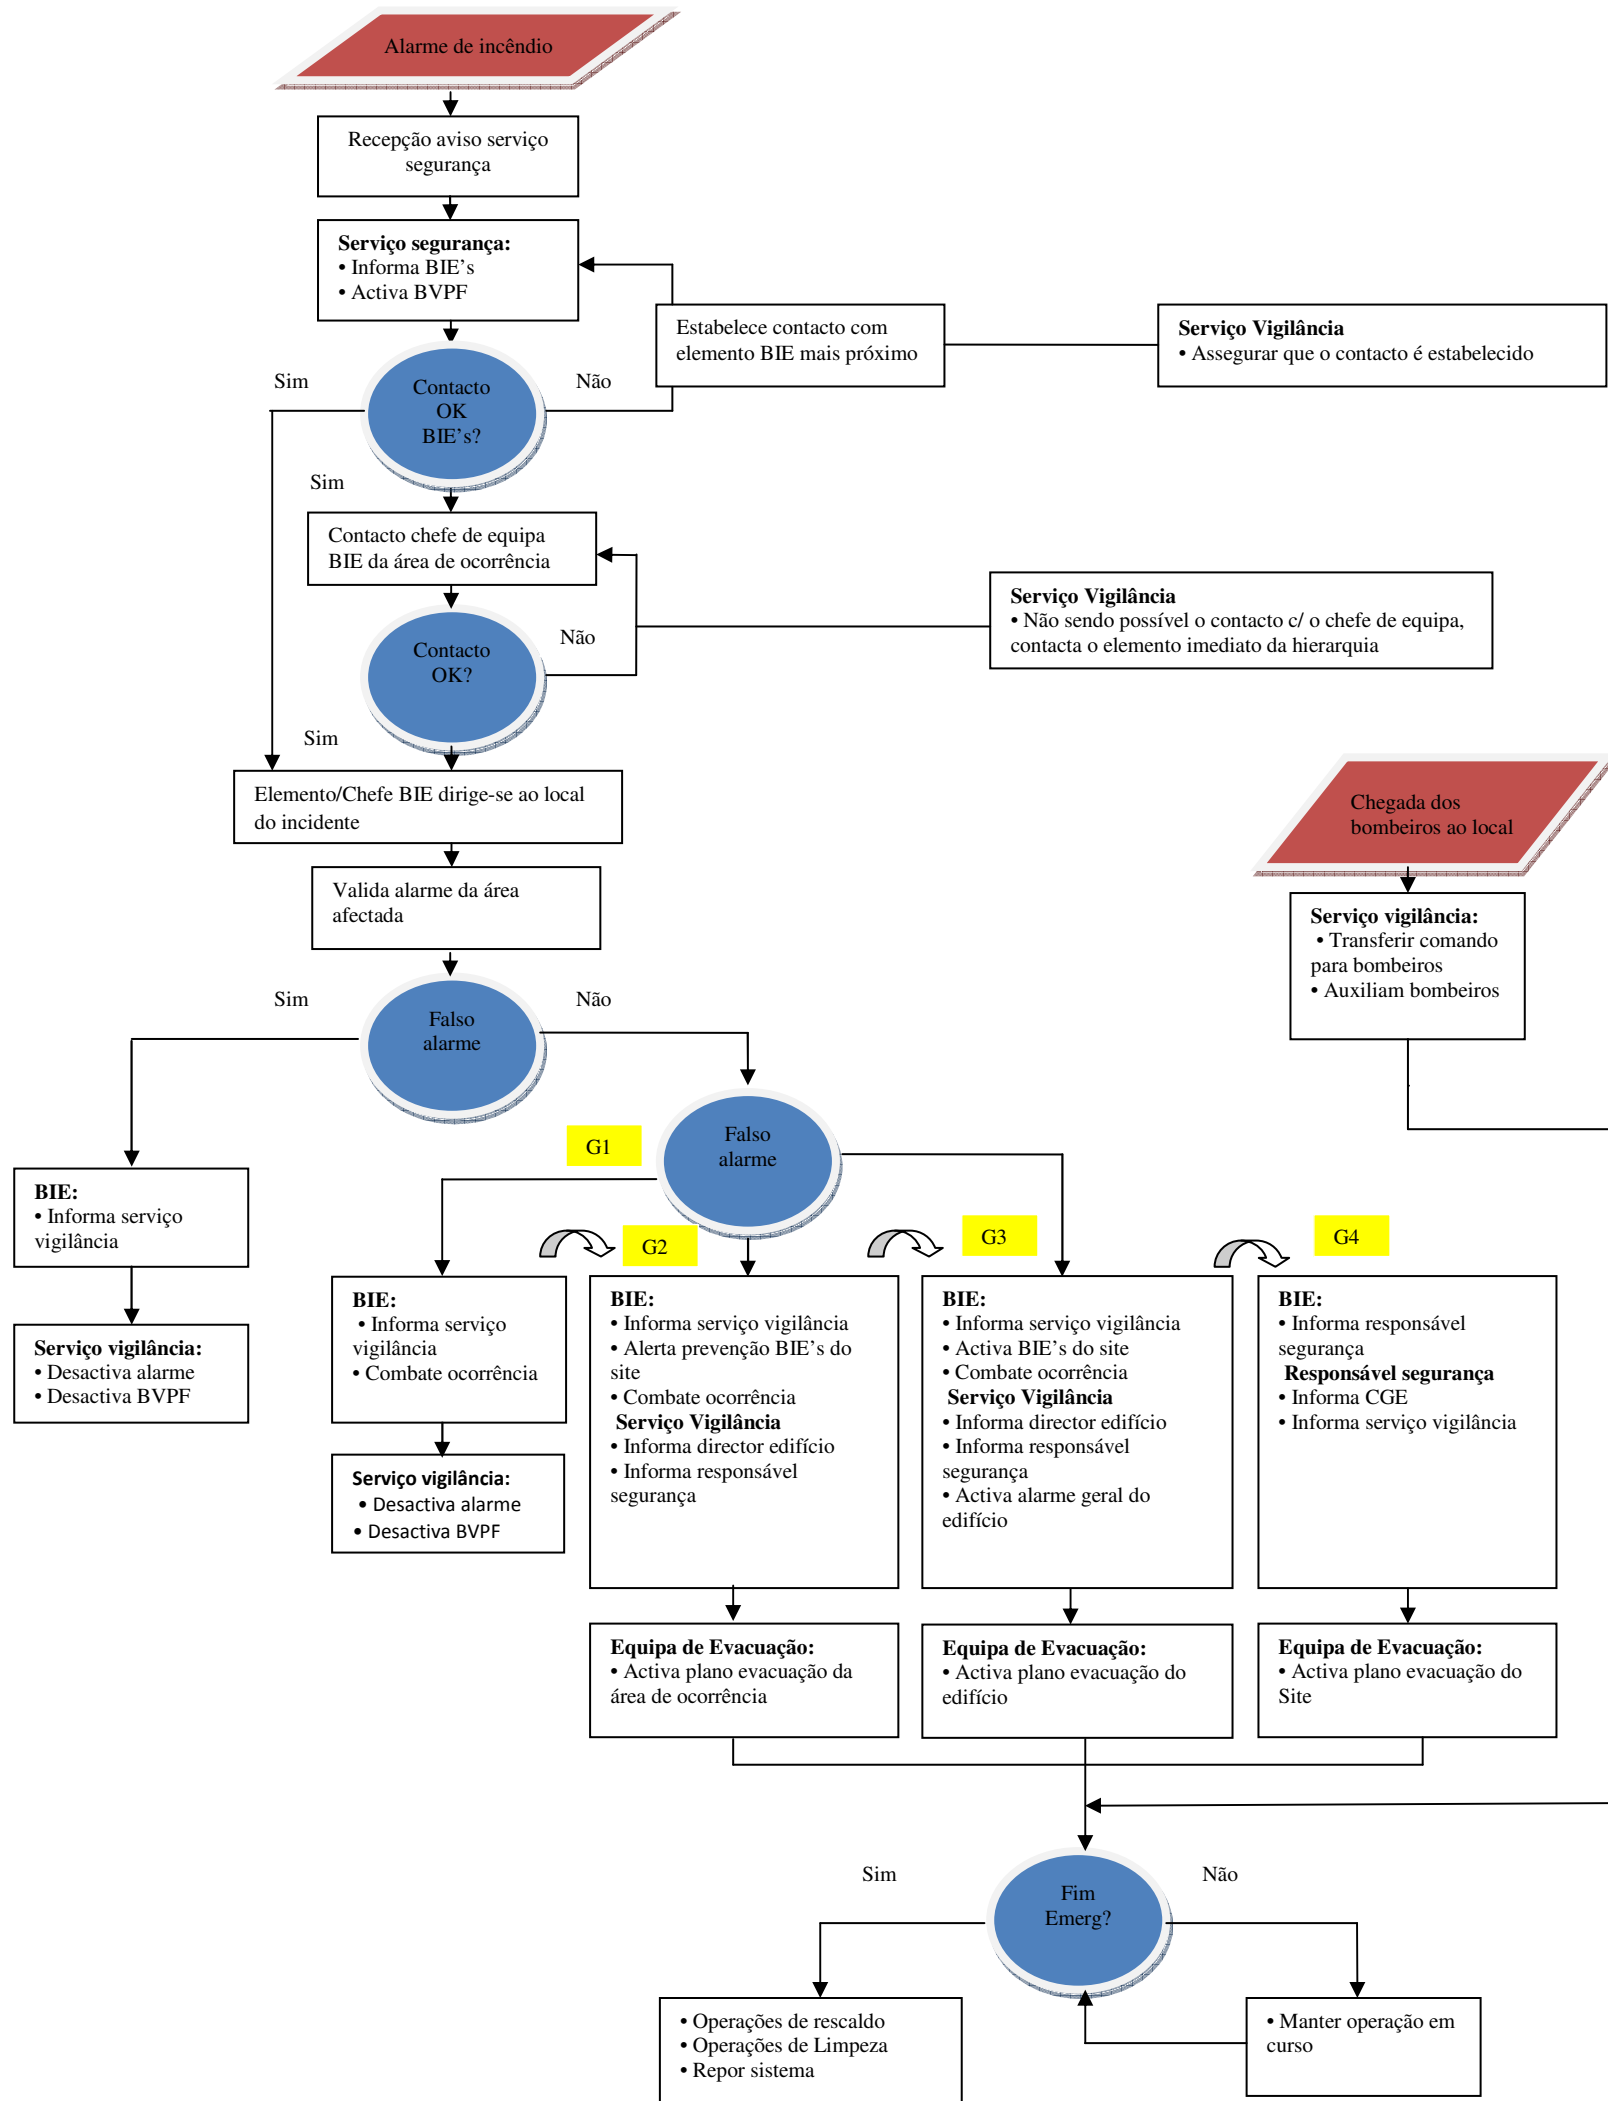 Alarme de incêndio
Recepção aviso serviço
segurança
Serviço segurança:
• Informa BIE's
• Activa BVPF
Estabelece contacto com
elemento BIE mais próximo
Serviço Vigilância
• Assegurar que o contacto é estabelecido
Sim
Não
Contacto
OK
BIE's?
Sim
Contacto chefe de equipa
BIE da área de ocorrência
Serviço Vigilância
• Não sendo possível o contacto c/ o chefe de equipa,
contacta o elemento imediato da hierarquia
Não
Contacto
OK?
Sim
Elemento/Chefe BIE dirige-se ao local
do incidente
Chegada dos
bombeiros ao local
Valida alarme da área
afectada
Serviço vigilância:
• Transferir comando
para bombeiros
• Auxiliam bombeiros
Sim
Não
Falso
alarme
Falso
alarme
G1
BIE:
• Informa serviço
vigilância
Serviço vigilância:
• Desactiva alarme
• Desactiva BVPF
G2
G3
G4
BIE:
• Informa serviço
vigilância
• Combate ocorrência
Serviço vigilância:
• Desactiva alarme
• Desactiva BVPF
BIE:
• Informa serviço vigilância
• Alerta prevenção BIE's do
site
• Combate ocorrência
Serviço Vigilância
• Informa director edifício
• Informa responsável
segurança
BIE:
• Informa serviço vigilância
• Activa BIE's do site
• Combate ocorrência
Serviço Vigilância
• Informa director edifício
• Informa responsável
segurança
• Activa alarme geral do
edifício
BIE:
• Informa responsável
segurança
Responsável segurança
• Informa CGE
• Informa serviço vigilância
Equipa de Evacuação:
• Activa plano evacuação da
área de ocorrência
Equipa de Evacuação:
• Activa plano evacuação do
edifício
Equipa de Evacuação:
• Activa plano evacuação do
Site
Sim
Não
Fim
Emerg?
• Operações de rescaldo
• Operações de Limpeza
• Repor sistema
• Manter operação em
curso